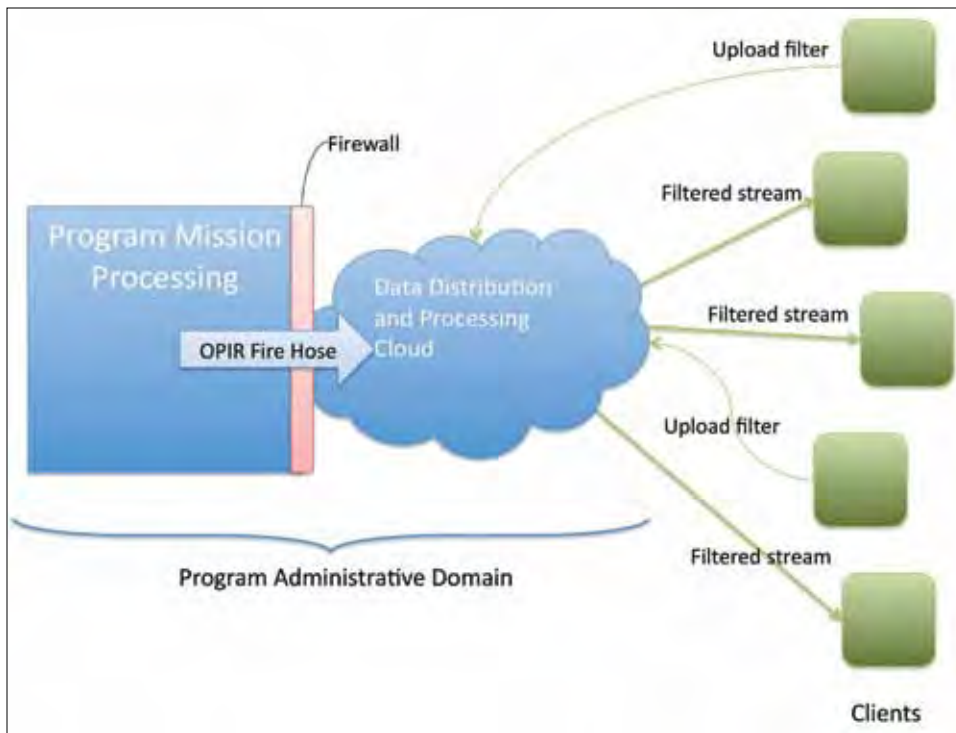 Upload filter
Firewall
Filtered stream
Program Mission
Processing
Data Distribution
and Processing
Cloud
Filtered stream
OPIR Fire Hose
Upload filter
Filtered stream
Program Administrative Domain
Clients